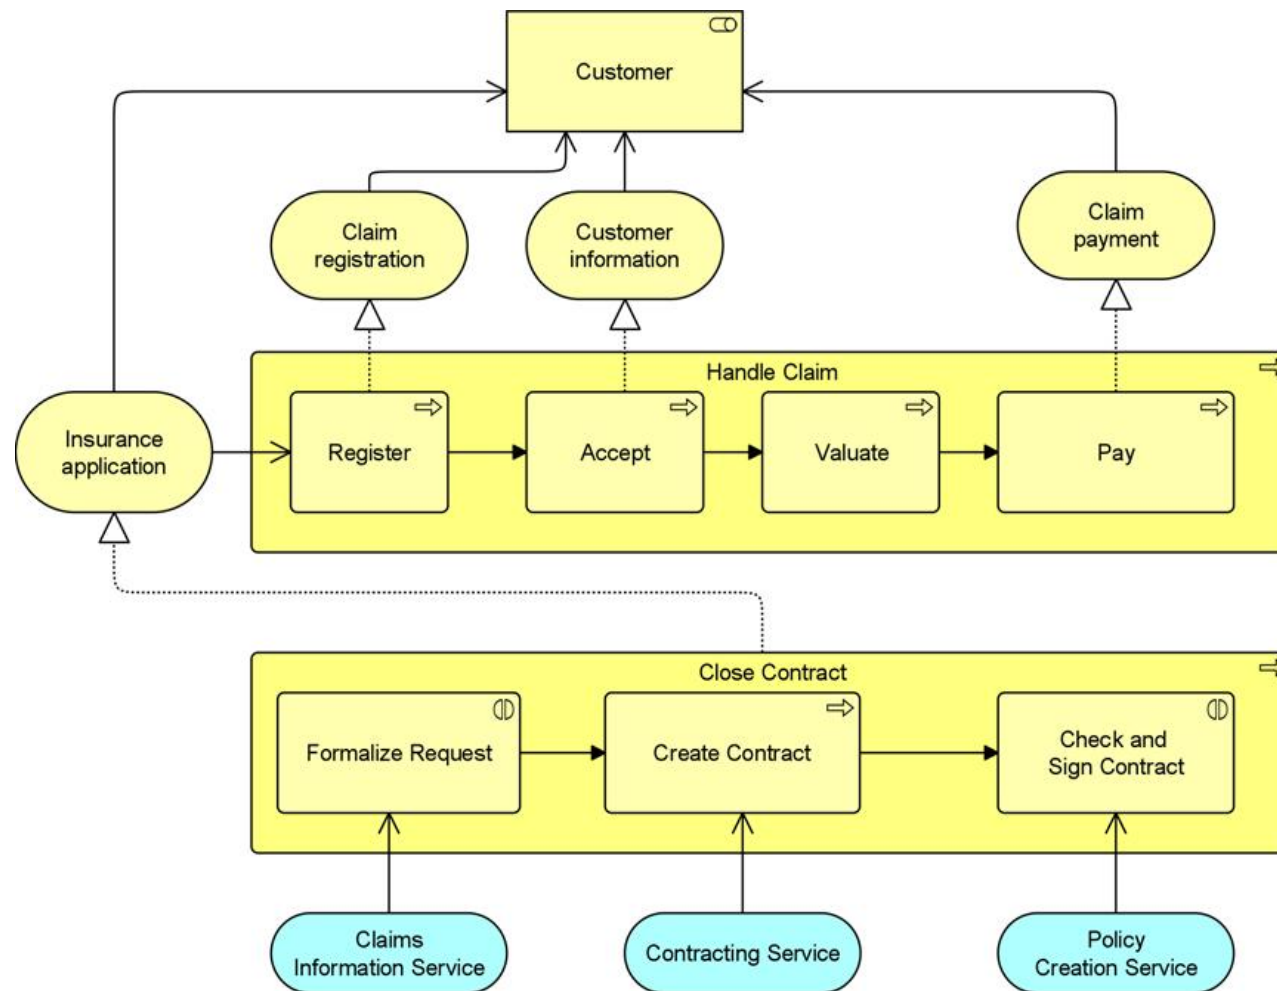 Customer
Claim
registration
Customer
information
Claim
payment
Handle Claim
Insurance
application
Register
Accept
Valuate
Pay
Close Contract
Formalize Request
Create Contract
Check and
Sign Contract
Claims
Information Service
Contracting Service
Policy
Creation Service